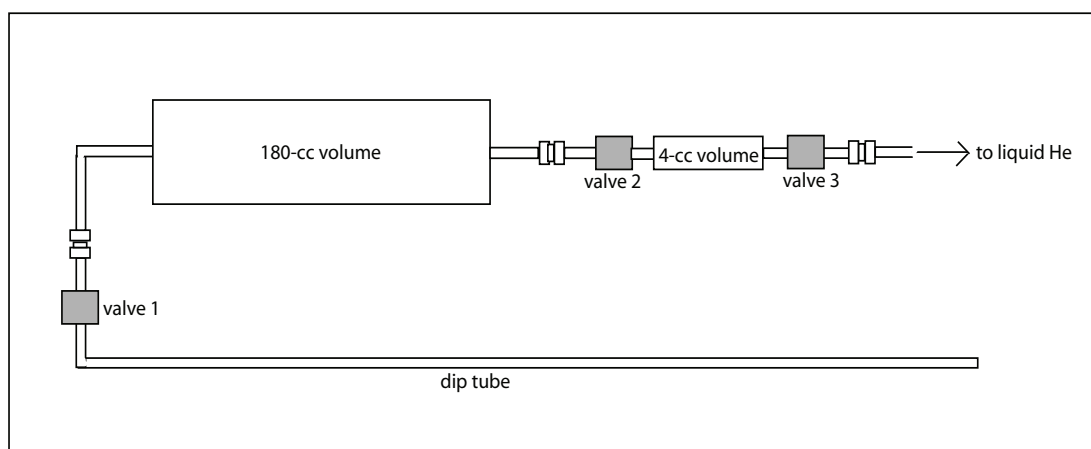 180-cc volume
4-cc volume
to liquid He
valve 2
valve 3
valve 1
dip tube